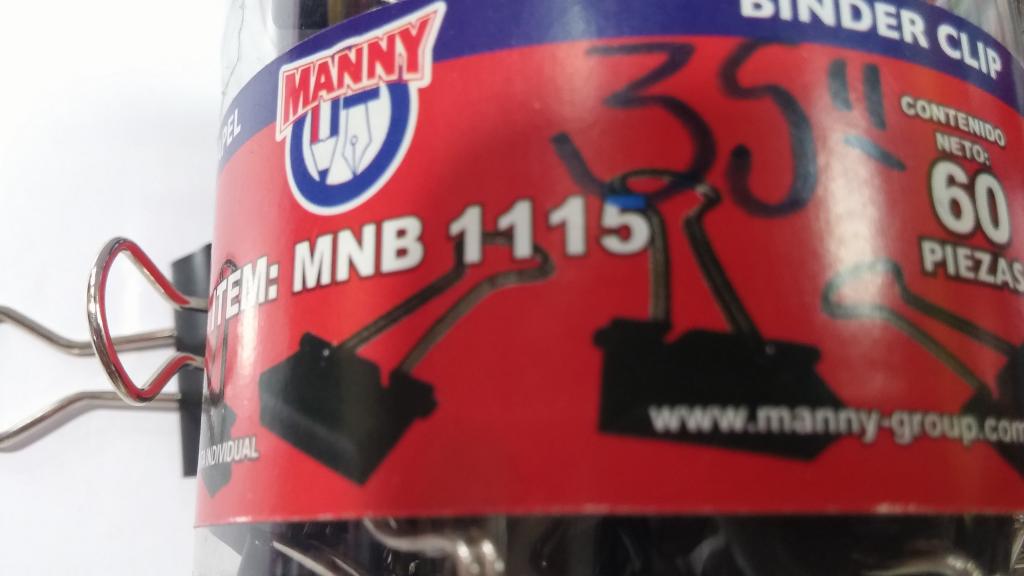 BINDER CLIP
MANNY
35"
CONTENIDO
NETO:
60
PIEZAS
ITEM: MNB 1115
www.manny-group.com
INDIVIDUAL